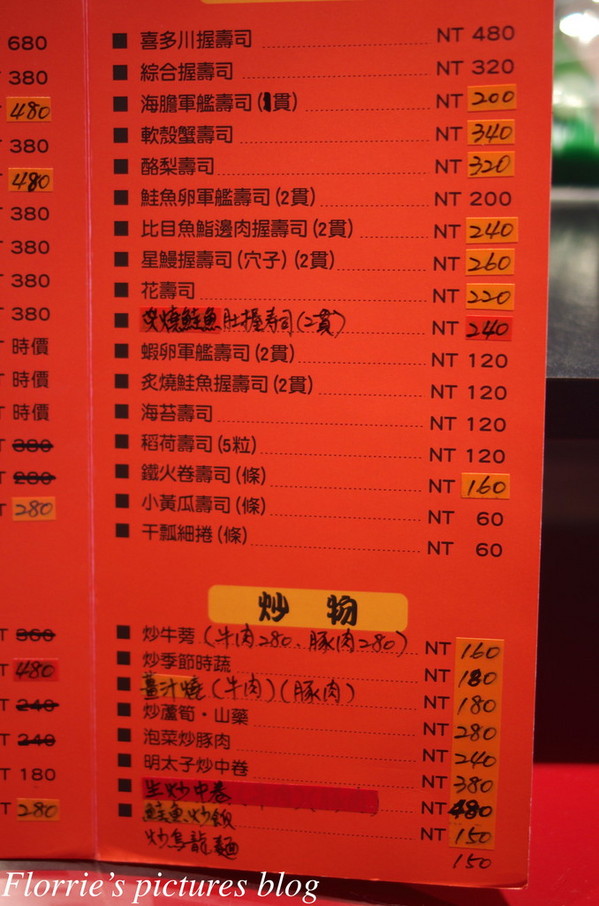 680
380
480
380
480
380
380
380
380
時價
時價
時價
380
280
280
喜多川握壽司 NT 480
綜合握壽司 NT 320
海膽軍艦壽司(1貫) NT 200
軟殼蟹壽司 NT 340
酪梨壽司 NT 320
鮭魚卵軍艦壽司(2貫) NT 200
比目魚鮨邊肉握壽司(2貫) NT 240
星鰻握壽司(穴子)(2貫) NT 260
花壽司 NT 220
炙燒鮭魚肚握寿司(2貫) NT 240
蝦卵軍艦壽司(2貫) NT 120
炙燒鮭魚握壽司(2貫) NT 120
海苔壽司 NT 120
稻荷壽司(5粒) NT 120
鐵火卷壽司(條) NT 160
小黃瓜壽司(條) NT 60
干瓢細捲(條) NT 60
360
480
240
240
T 180
280
炒 物
炒牛蒡(牛肉280、豚肉280) NT 160
炒季節時蔬 NT 180
薑汁燒(牛肉)(豚肉) NT 180
炒蘆筍・山藥 NT 280
泡菜炒豚肉 NT 240
明太子炒中卷 NT 380
生炒中卷 NT 480
鮭魚炒飯 NT 150
炒烏龍麵 150
Florrie's pictures blog